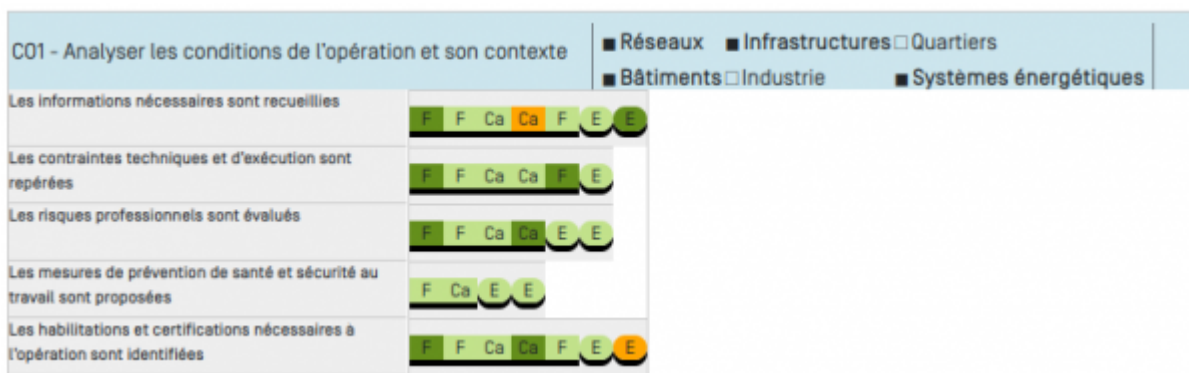 C01 - Analyser les conditions de l'opération et son contexte
■ Réseaux ■ Infrastructures □ Quartiers
■ Bâtiments □ Industrie ■ Systèmes énergétiques
Les informations nécessaires sont recueillies
F F Ca Ca F E E
Les contraintes techniques et d'exécution sont
repérées
F F Ca Ca F E
Les risques professionnels sont évalués
F F Ca Ca E E
Les mesures de prévention de santé et sécurité au
travail sont proposées
F Ca E E
Les habilitations et certifications nécessaires à
l'opération sont identifiées
F F Ca Ca F E E